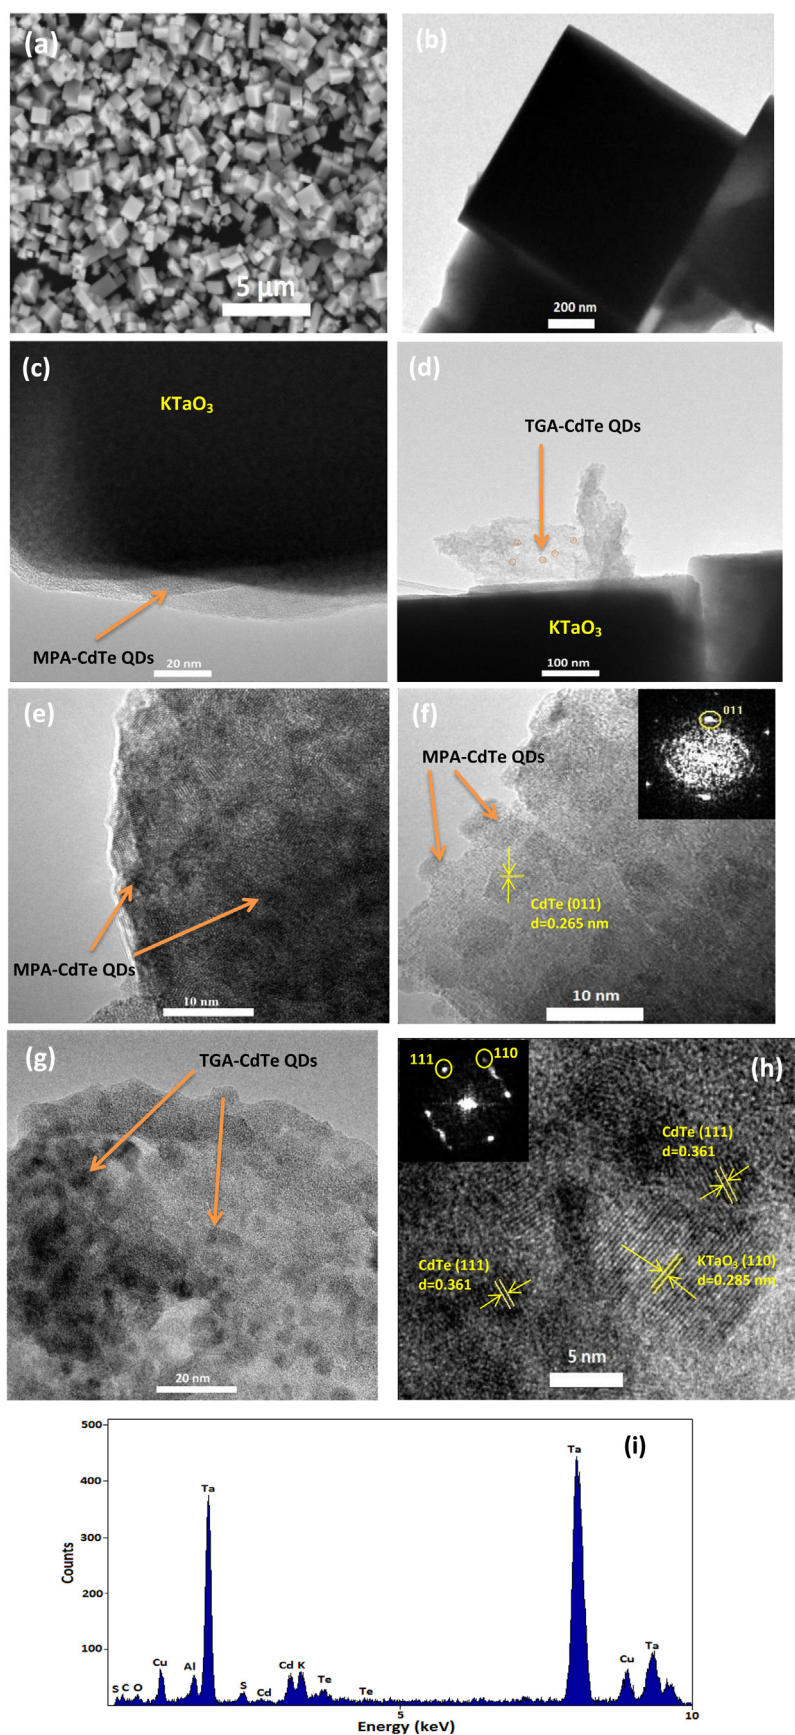 (a)
5 μm
(b)
200 nm
(c)
KTaO₃
MPA-CdTe QDs
20 nm
(d)
TGA-CdTe QDs
KTaO₃
100 nm
(e)
MPA-CdTe QDs
10 nm
(f)
011
MPA-CdTe QDs
CdTe (011)
d=0.265 nm
10 nm
(g)
TGA-CdTe QDs
20 nm
111
110
(h)
CdTe (111)
d=0.361
CdTe (111)
d=0.361
KTaO₃ (110)
d=0.285 nm
5 nm
(i)
500
400
300
200
100
Counts
S C O Cu Al Ta S Cd Cd K Te Te Ta Cu Ta
5
10
Energy (keV)